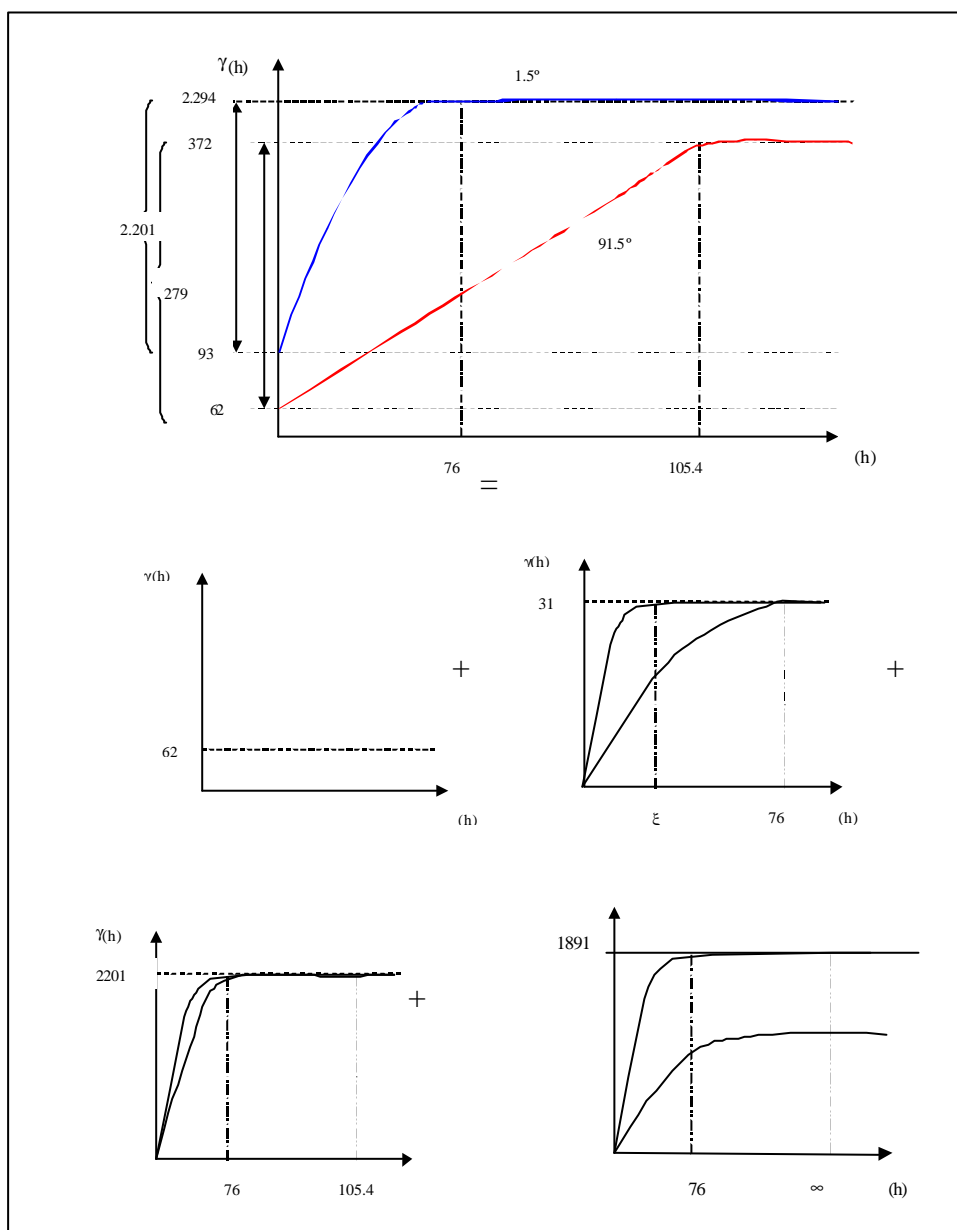 γ(h)
1.5º
2.294
372
2.201
91.5º
279
93
62
76
105.4
(h)
=
γ(h)
62
(h)
+
γ(h)
31
ξ
76
(h)
+
γ(h)
2201
76
105.4
+
1891
76
∞
(h)